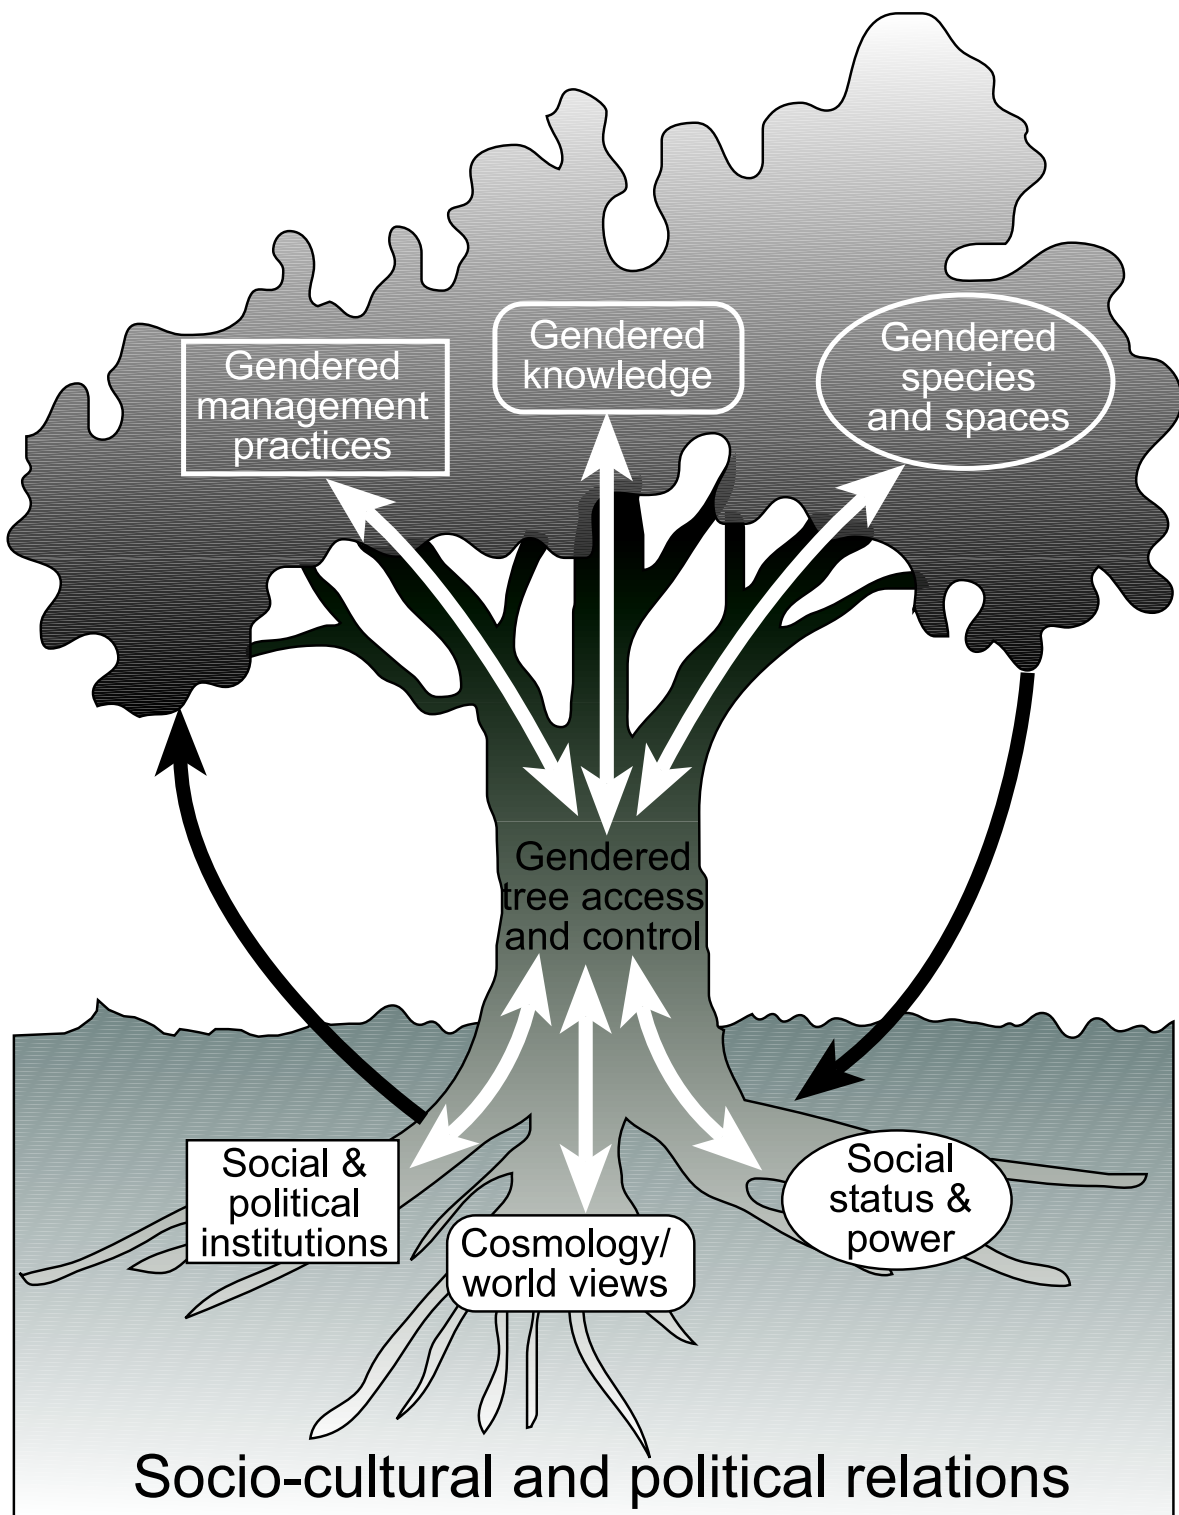 Gendered
management
practices
Gendered
knowledge
Gendered
species
and spaces
Gendered
tree access
and control
Social &
political
institutions
Cosmology/
world views
Social
status &
power
Socio-cultural and political relations